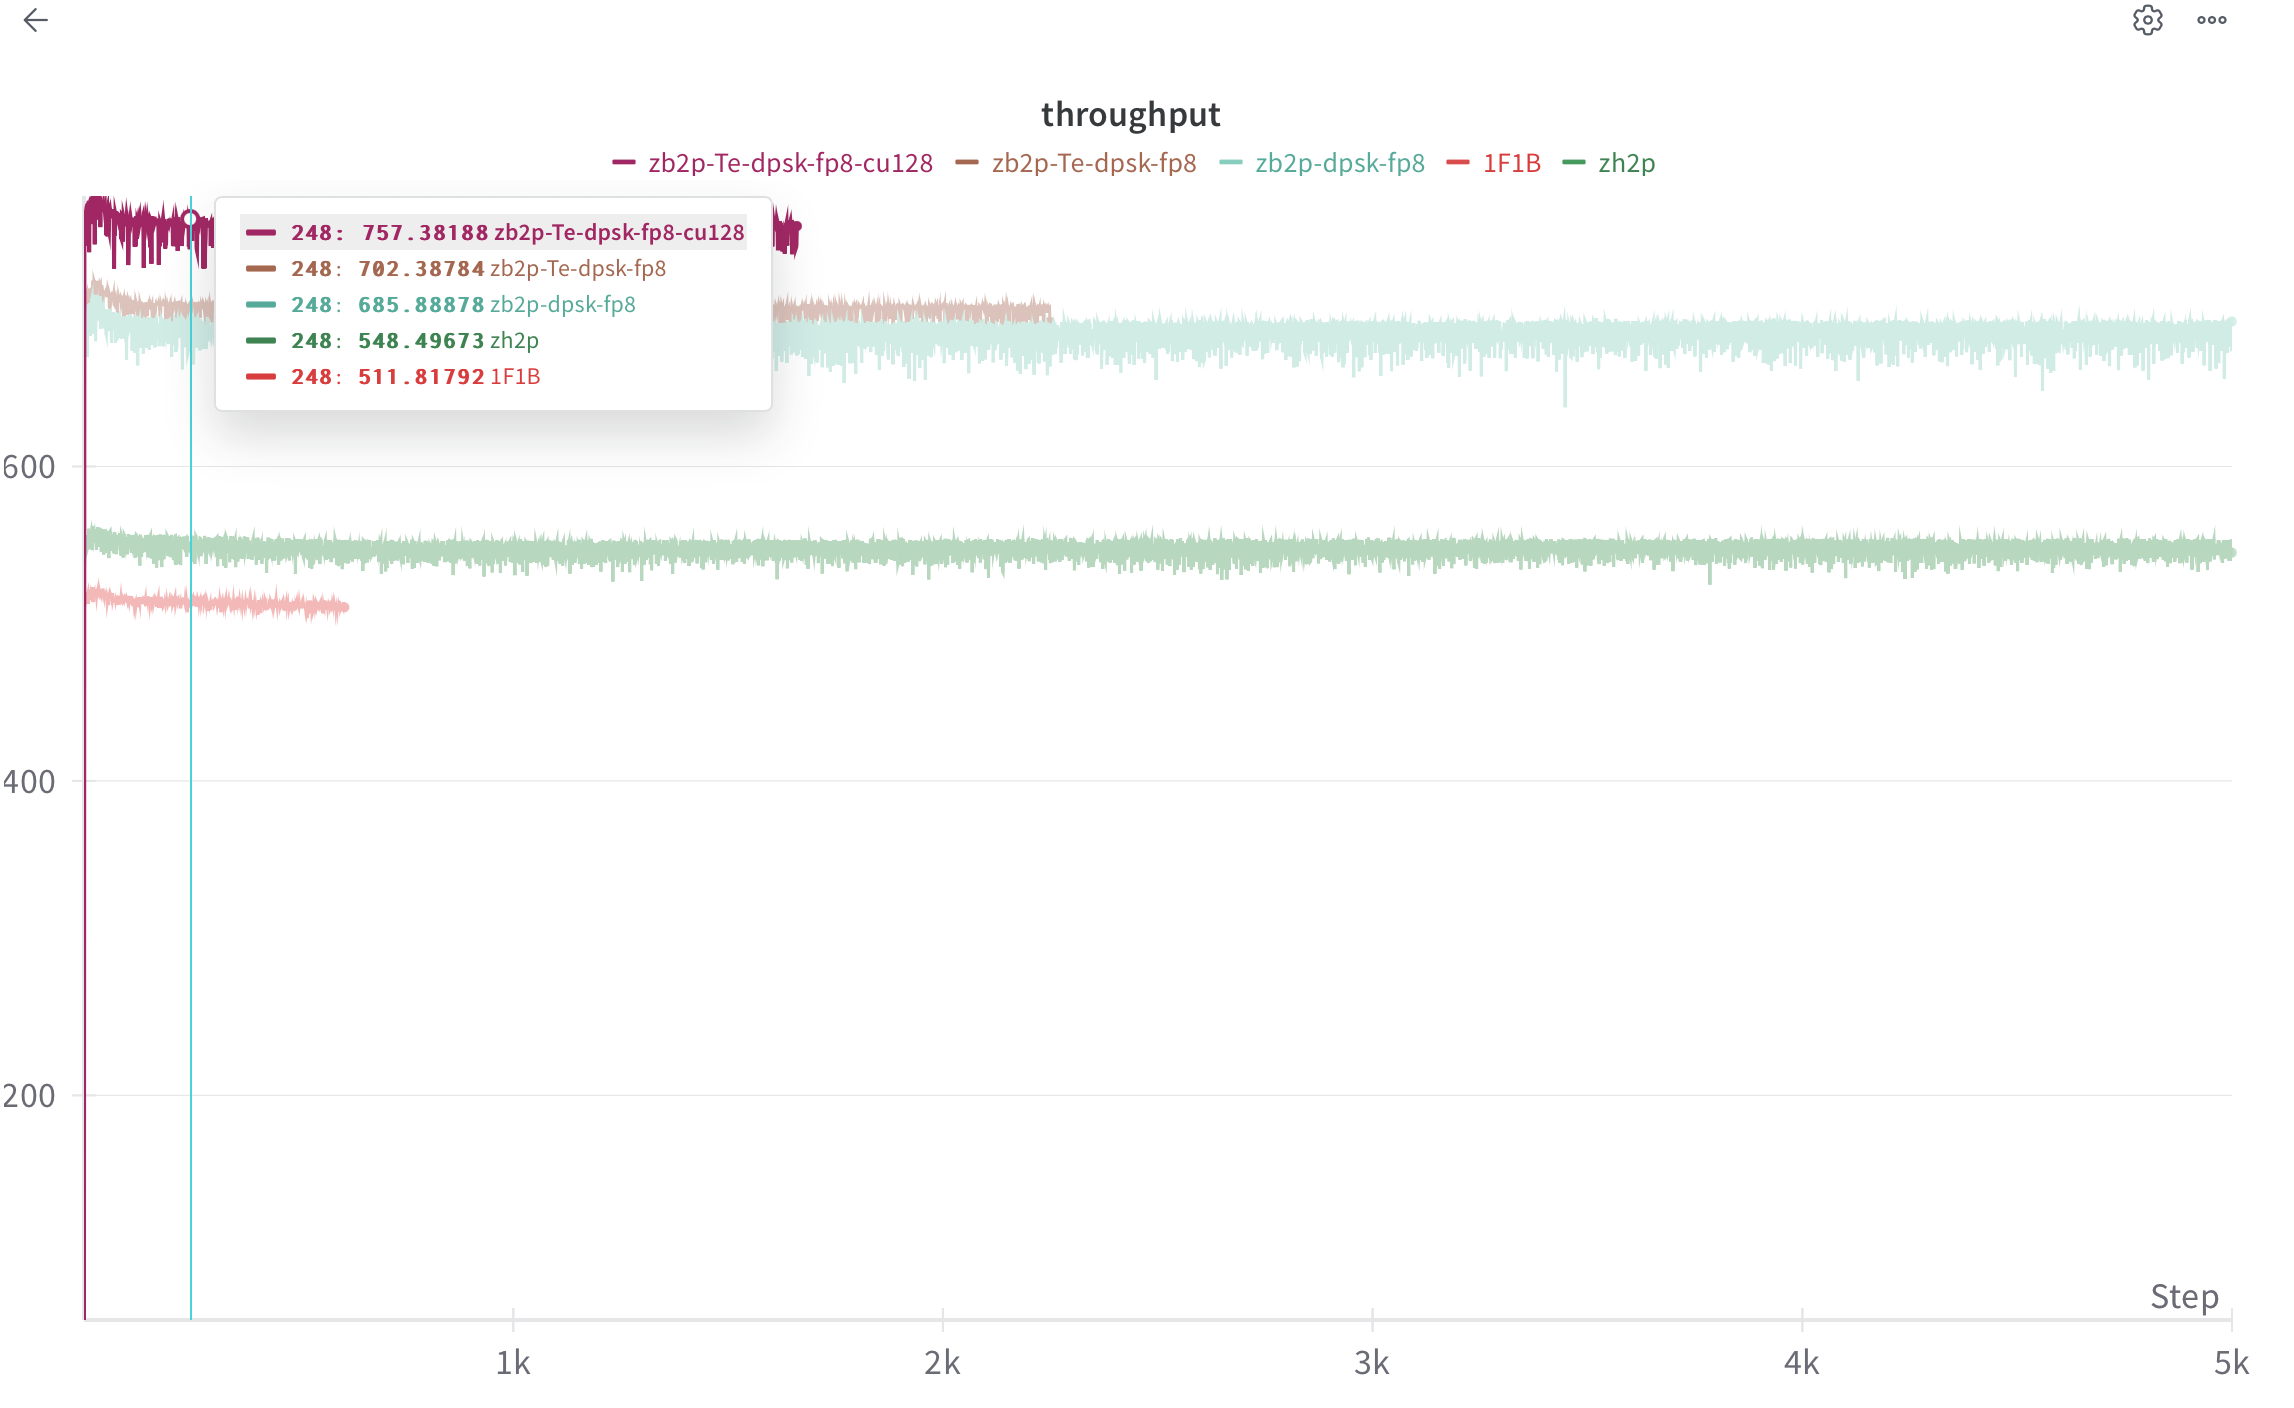 throughput
zb2p-Te-dpsk-fp8-cu128 zb2p-Te-dpsk-fp8 zb2p-dpsk-fp8 1F1B zh2p
248: 757.38188 zb2p-Te-dpsk-fp8-cu128
248: 702.38784 zb2p-Te-dpsk-fp8
248: 685.88878 zb2p-dpsk-fp8
248: 548.49673 zh2p
248: 511.81792 1F1B
600
400
200
Step
1k 2k 3k 4k 5k